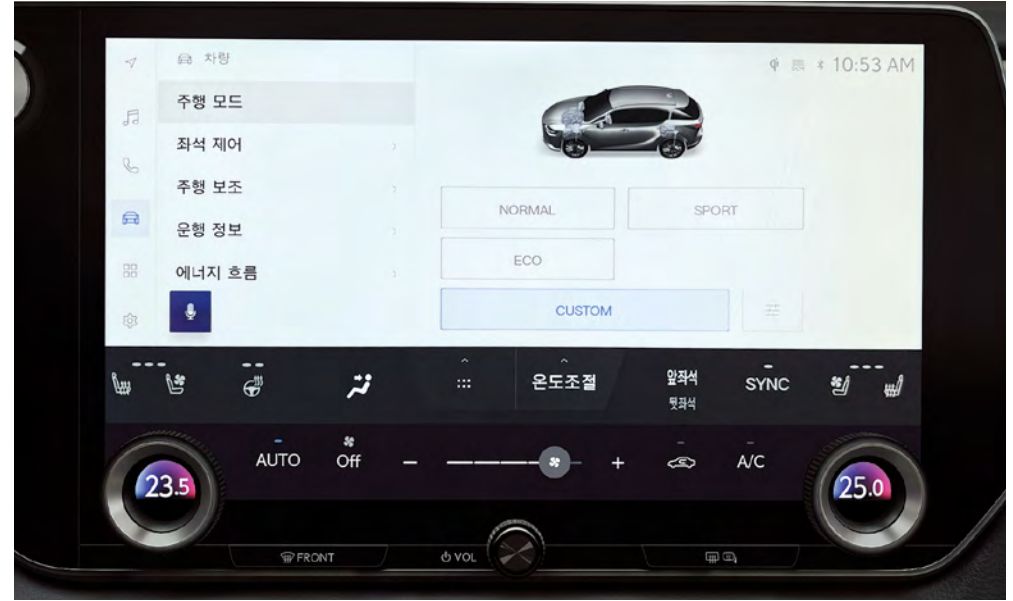 차량
10:53 AM
주행 모드
좌석 제어
주행 보조
운행 정보
에너지 흐름
NORMAL
SPORT
ECO
CUSTOM
온도조절
앞좌석
뒷좌석
SYNC
AUTO
Off
A/C
23.5
25.0
FRONT
VOL